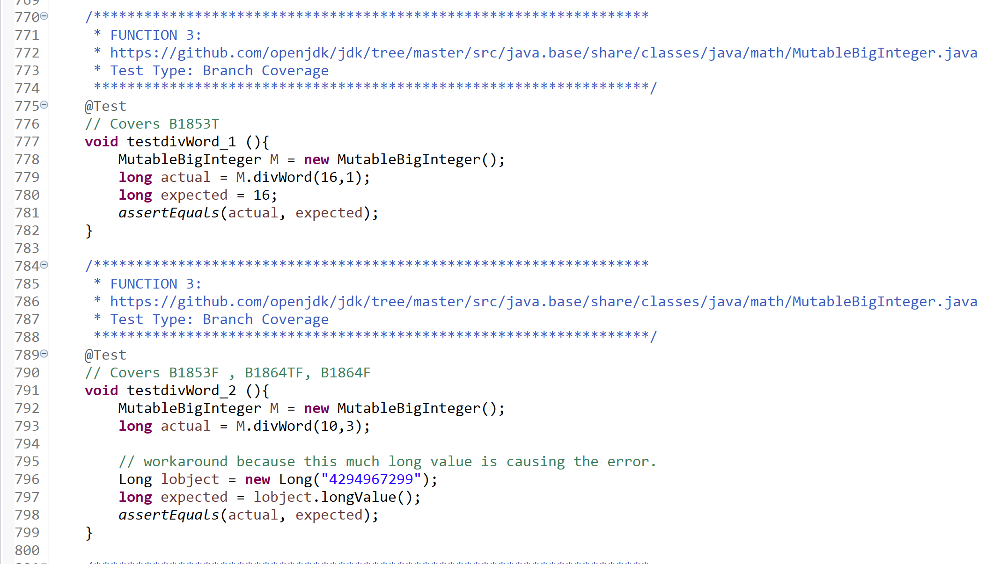 769
770 /******************************************************************
771 * FUNCTION 3:
772 * https://github.com/openjdk/jdk/tree/master/src/java.base/share/classes/java/math/MutableBigInteger.java
773 * Test Type: Branch Coverage
774 ******************************************************************/
775 @Test
776 // Covers B1853T
777 void testdivWord_1 (){
778 MutableBigInteger M = new MutableBigInteger();
779 long actual = M.divWord(16,1);
780 long expected = 16;
781 assertEquals(actual, expected);
782 }
783
784 /******************************************************************
785 * FUNCTION 3:
786 * https://github.com/openjdk/jdk/tree/master/src/java.base/share/classes/java/math/MutableBigInteger.java
787 * Test Type: Branch Coverage
788 ******************************************************************/
789 @Test
790 // Covers B1853F , B1864TF, B1864F
791 void testdivWord_2 (){
792 MutableBigInteger M = new MutableBigInteger();
793 long actual = M.divWord(10,3);
794
795 // workaround because this much long value is causing the error.
796 Long lobject = new Long("4294967299");
797 long expected = lobject.longValue();
798 assertEquals(actual, expected);
799 }
800
801 /******************************************************************